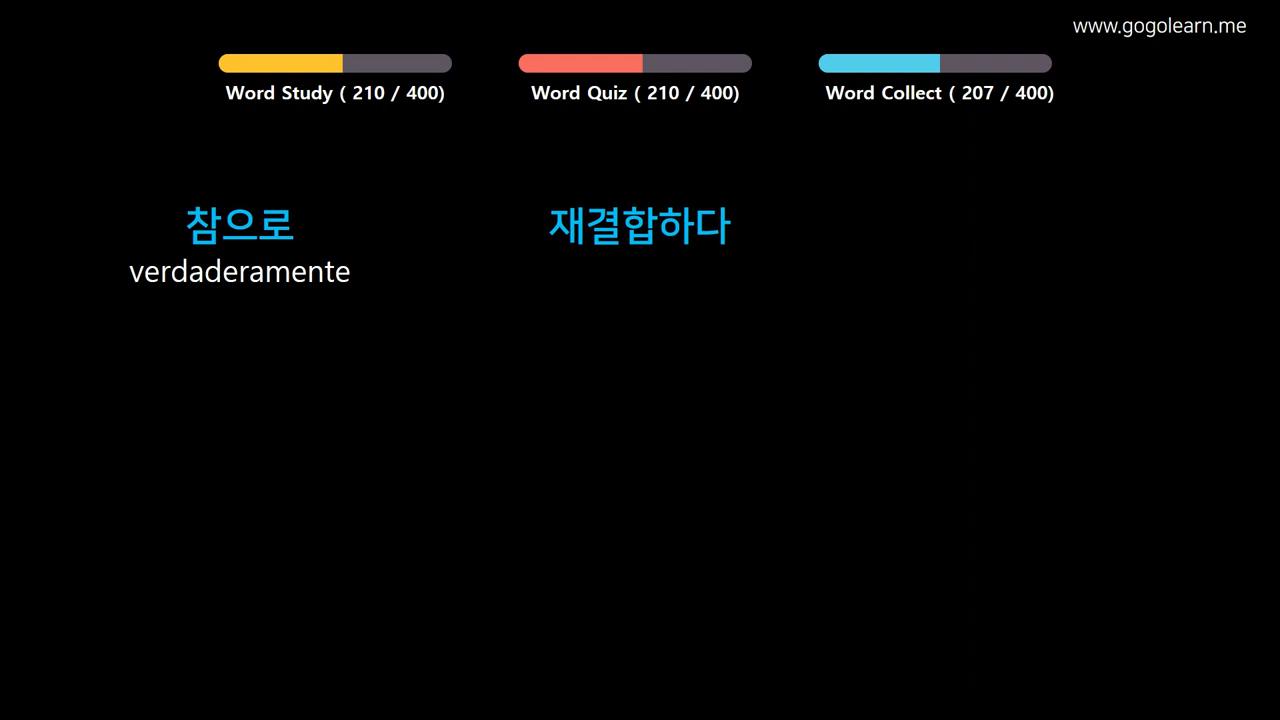 www.gogolearn.me
Word Study ( 210 / 400)
Word Quiz ( 210 / 400)
Word Collect ( 207 / 400)
참으로
verdaderamente
재결합하다